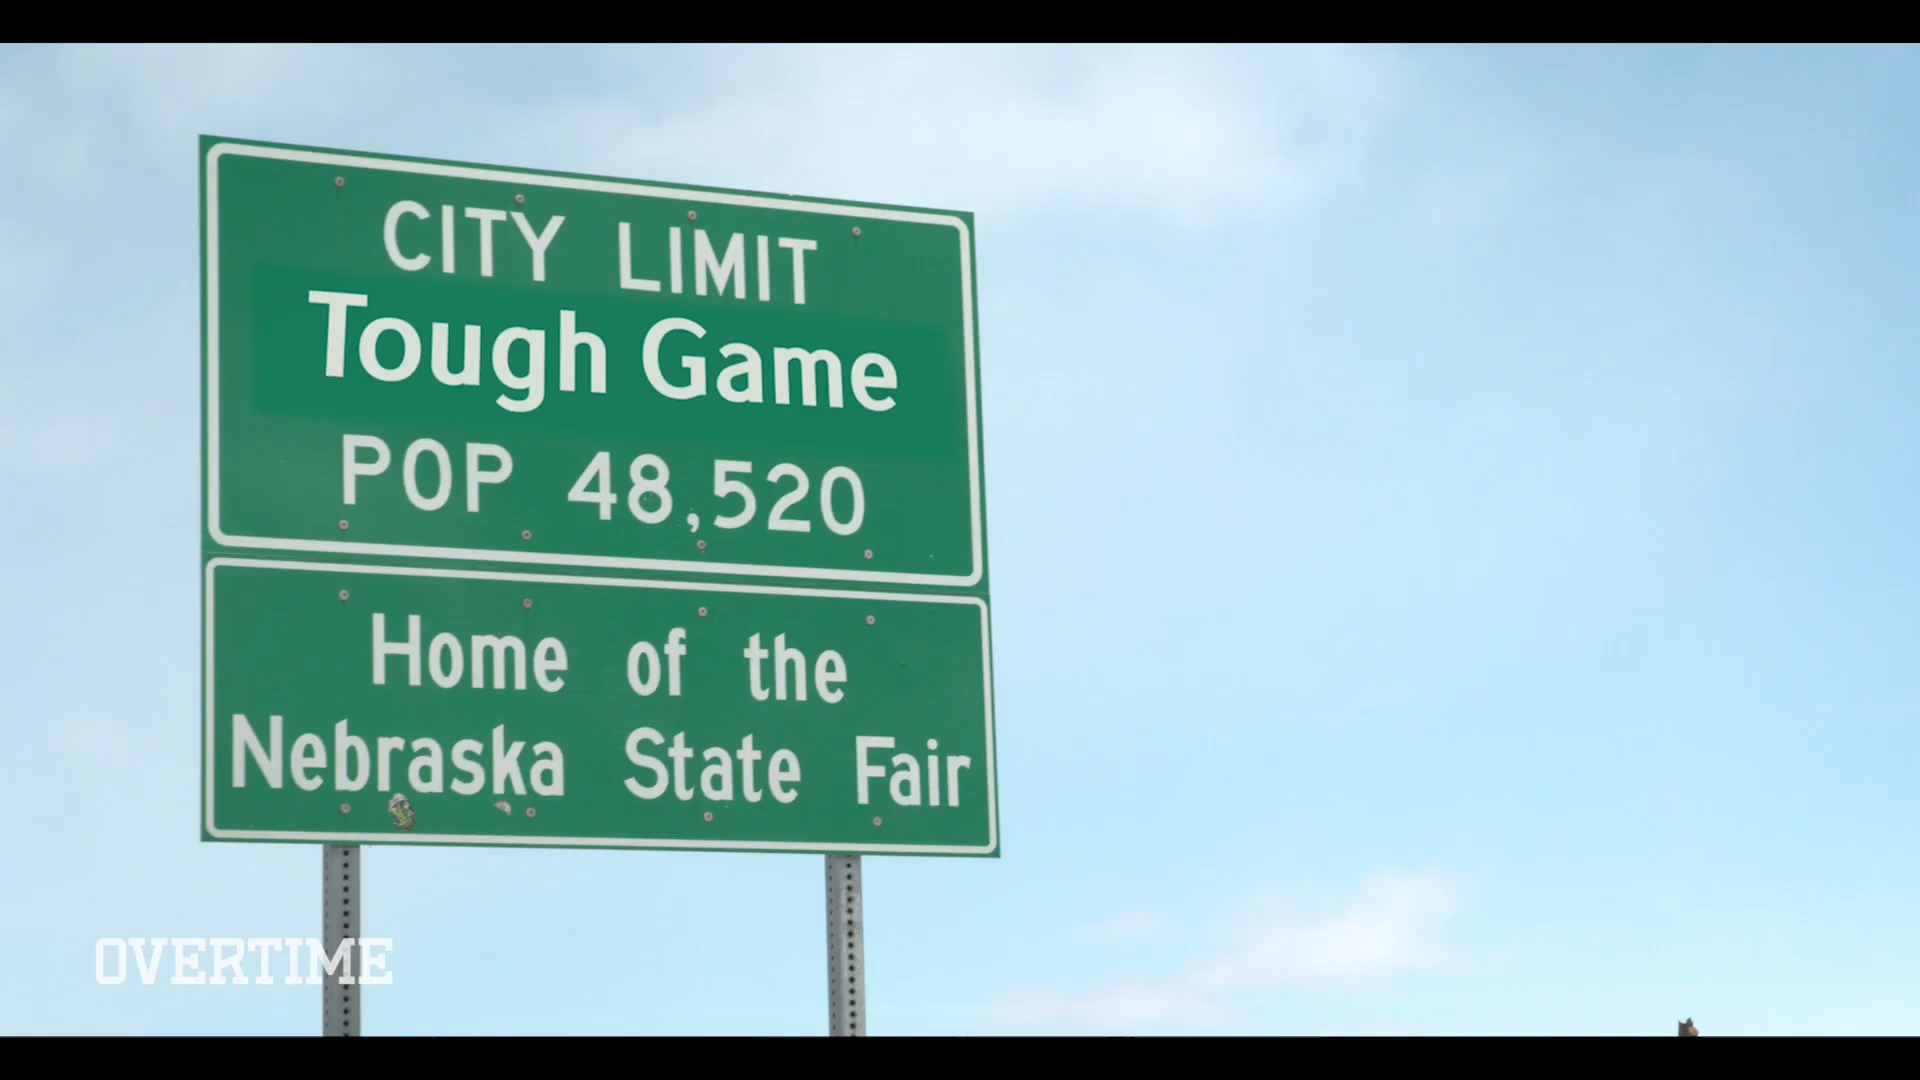 CITY LIMIT
Tough Game
POP 48,520
Home of the
Nebraska State Fair
OVERTIME